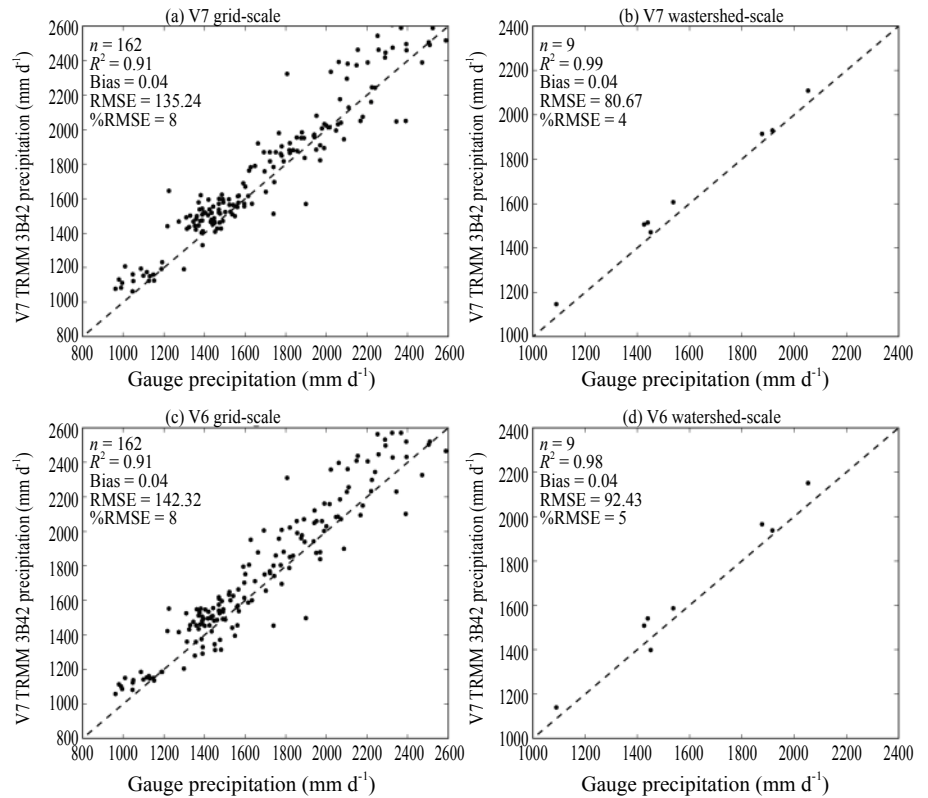 (a) V7 grid-scale
n = 162
R² = 0.91
Bias = 0.04
RMSE = 135.24
%RMSE = 8
2600
2400
2200
2000
1800
1600
1400
1200
1000
800
V7 TRMM 3B42 precipitation (mm d⁻¹)
800 1000 1200 1400 1600 1800 2000 2200 2400 2600
Gauge precipitation (mm d⁻¹)
(b) V7 wastershed-scale
n = 9
R² = 0.99
Bias = 0.04
RMSE = 80.67
%RMSE = 4
2400
2200
2000
1800
1600
1400
1200
1000
V7 TRMM 3B42 precipitation (mm d⁻¹)
1000 1200 1400 1600 1800 2000 2200 2400
Gauge precipitation (mm d⁻¹)
(c) V6 grid-scale
n = 162
R² = 0.91
Bias = 0.04
RMSE = 142.32
%RMSE = 8
2600
2400
2200
2000
1800
1600
1400
1200
1000
800
V7 TRMM 3B42 precipitation (mm d⁻¹)
800 1000 1200 1400 1600 1800 2000 2200 2400 2600
Gauge precipitation (mm d⁻¹)
(d) V6 watershed-scale
n = 9
R² = 0.98
Bias = 0.04
RMSE = 92.43
%RMSE = 5
2400
2200
2000
1800
1600
1400
1200
1000
V7 TRMM 3B42 precipitation (mm d⁻¹)
1000 1200 1400 1600 1800 2000 2200 2400
Gauge precipitation (mm d⁻¹)